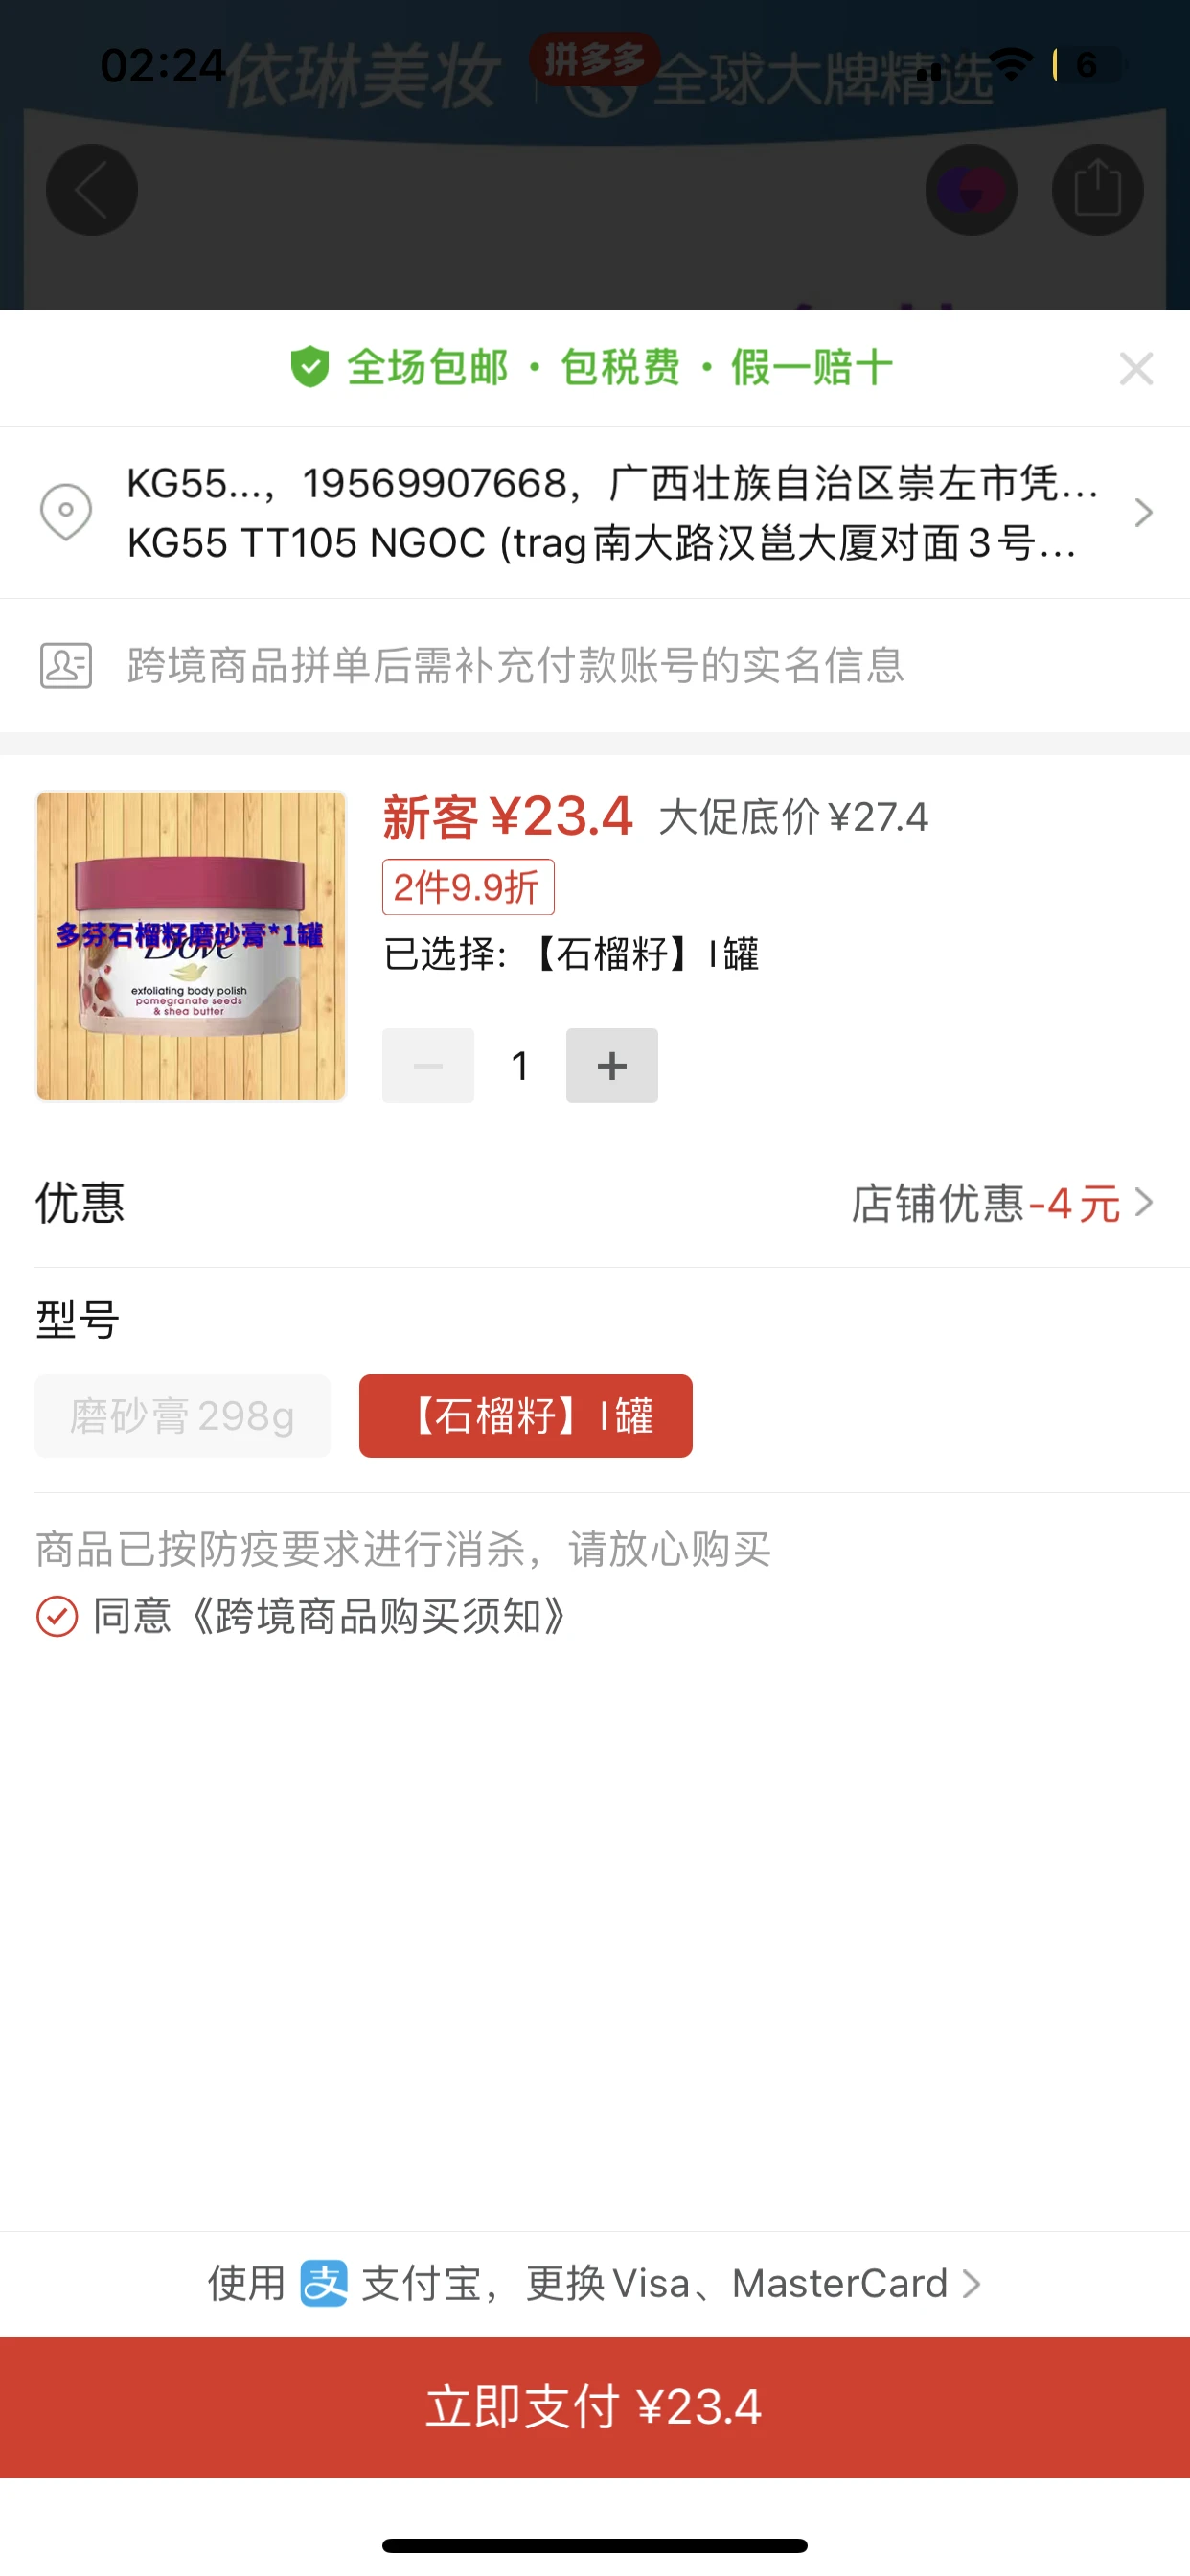 02:24
依琳美妆 拼多多 全球大牌精选
6
全场包邮 · 包税费 · 假一赔十
KG55...，19569907668，广西壮族自治区崇左市凭...
KG55 TT105 NGOC (trag南大路汉邕大厦对面3号...
跨境商品拼单后需补充付款账号的实名信息
新客¥23.4 大促底价¥27.4
2件9.9折
已选择：【石榴籽】1罐
多芬石榴籽磨砂膏*1罐
Dove
exfoliating body polish
pomegranate seeds
& shea butter
1
优惠
店铺优惠-4元
型号
磨砂膏298g
【石榴籽】1罐
商品已按防疫要求进行消杀，请放心购买
同意《跨境商品购买须知》
使用 支 支付宝，更换Visa、MasterCard
立即支付 ¥23.4